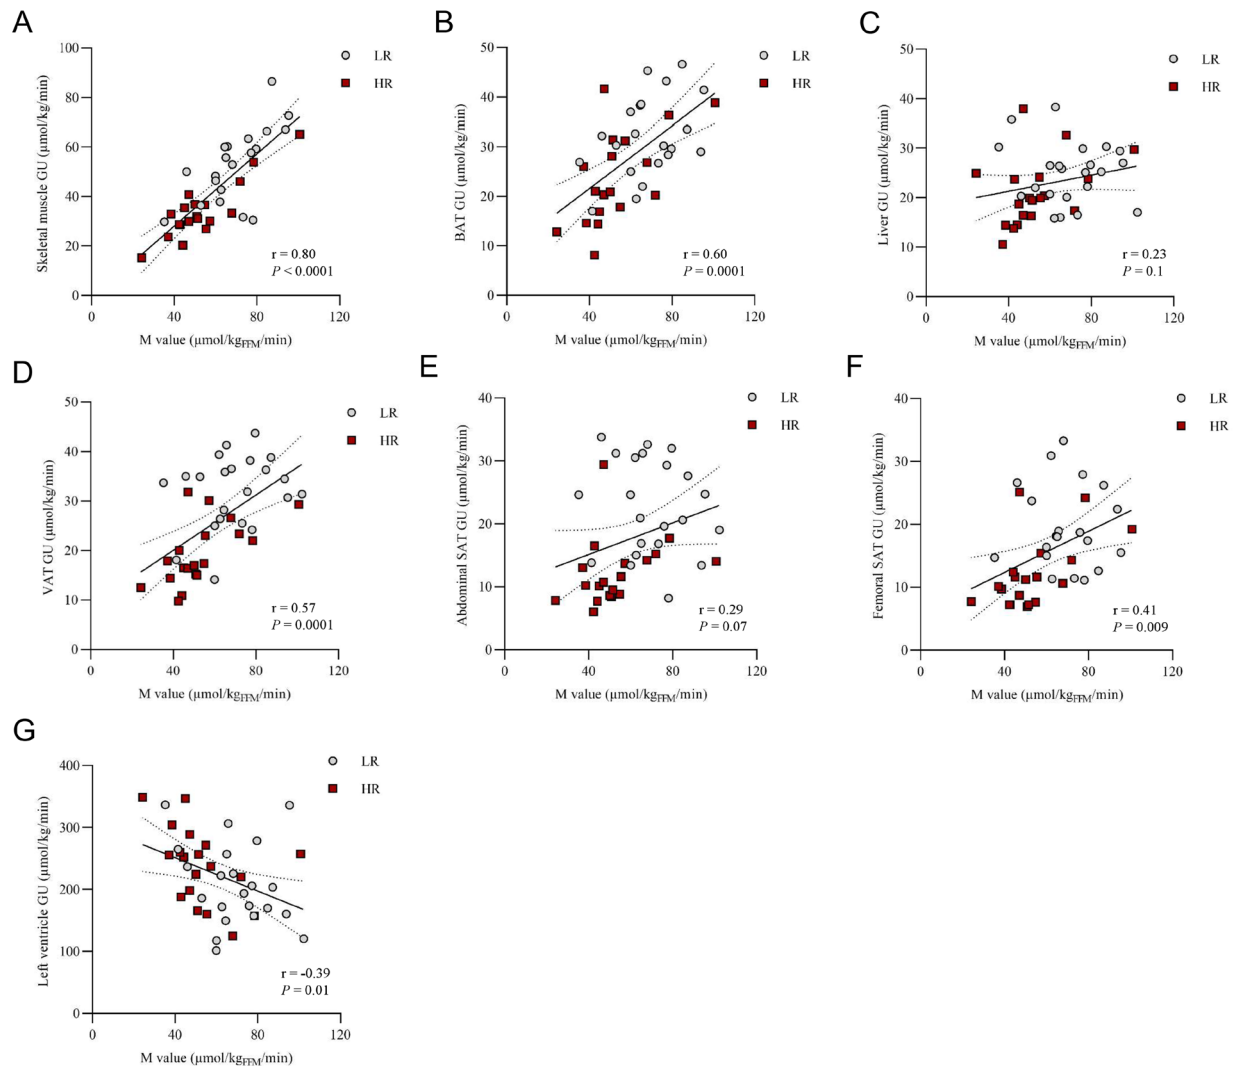 A
Skeletal muscle GU (µmol/kg/min)
100
80
60
40
20
0
0 40 80 120
M value (µmol/kgFFM/min)
LR
HR
r = 0.80
P < 0.0001
B
BAT GU (µmol/kg/min)
50
40
30
20
10
0
0 40 80 120
M value (µmol/kgFFM/min)
LR
HR
r = 0.60
P = 0.0001
C
Liver GU (µmol/kg/min)
50
40
30
20
10
0
0 40 80 120
M value (µmol/kgFFM/min)
LR
HR
r = 0.23
P = 0.1
D
VAT GU (µmol/kg/min)
50
40
30
20
10
0
0 40 80 120
M value (µmol/kgFFM/min)
LR
HR
r = 0.57
P = 0.0001
E
Abdominal SAT GU (µmol/kg/min)
40
30
20
10
0
0 40 80 120
M value (µmol/kgFFM/min)
LR
HR
r = 0.29
P = 0.07
F
Femoral SAT GU (µmol/kg/min)
40
30
20
10
0
0 40 80 120
M value (µmol/kgFFM/min)
LR
HR
r = 0.41
P = 0.009
G
Left ventricle GU (µmol/kg/min)
400
300
200
100
0
0 40 80 120
M value (µmol/kgFFM/min)
LR
HR
r = -0.39
P = 0.01